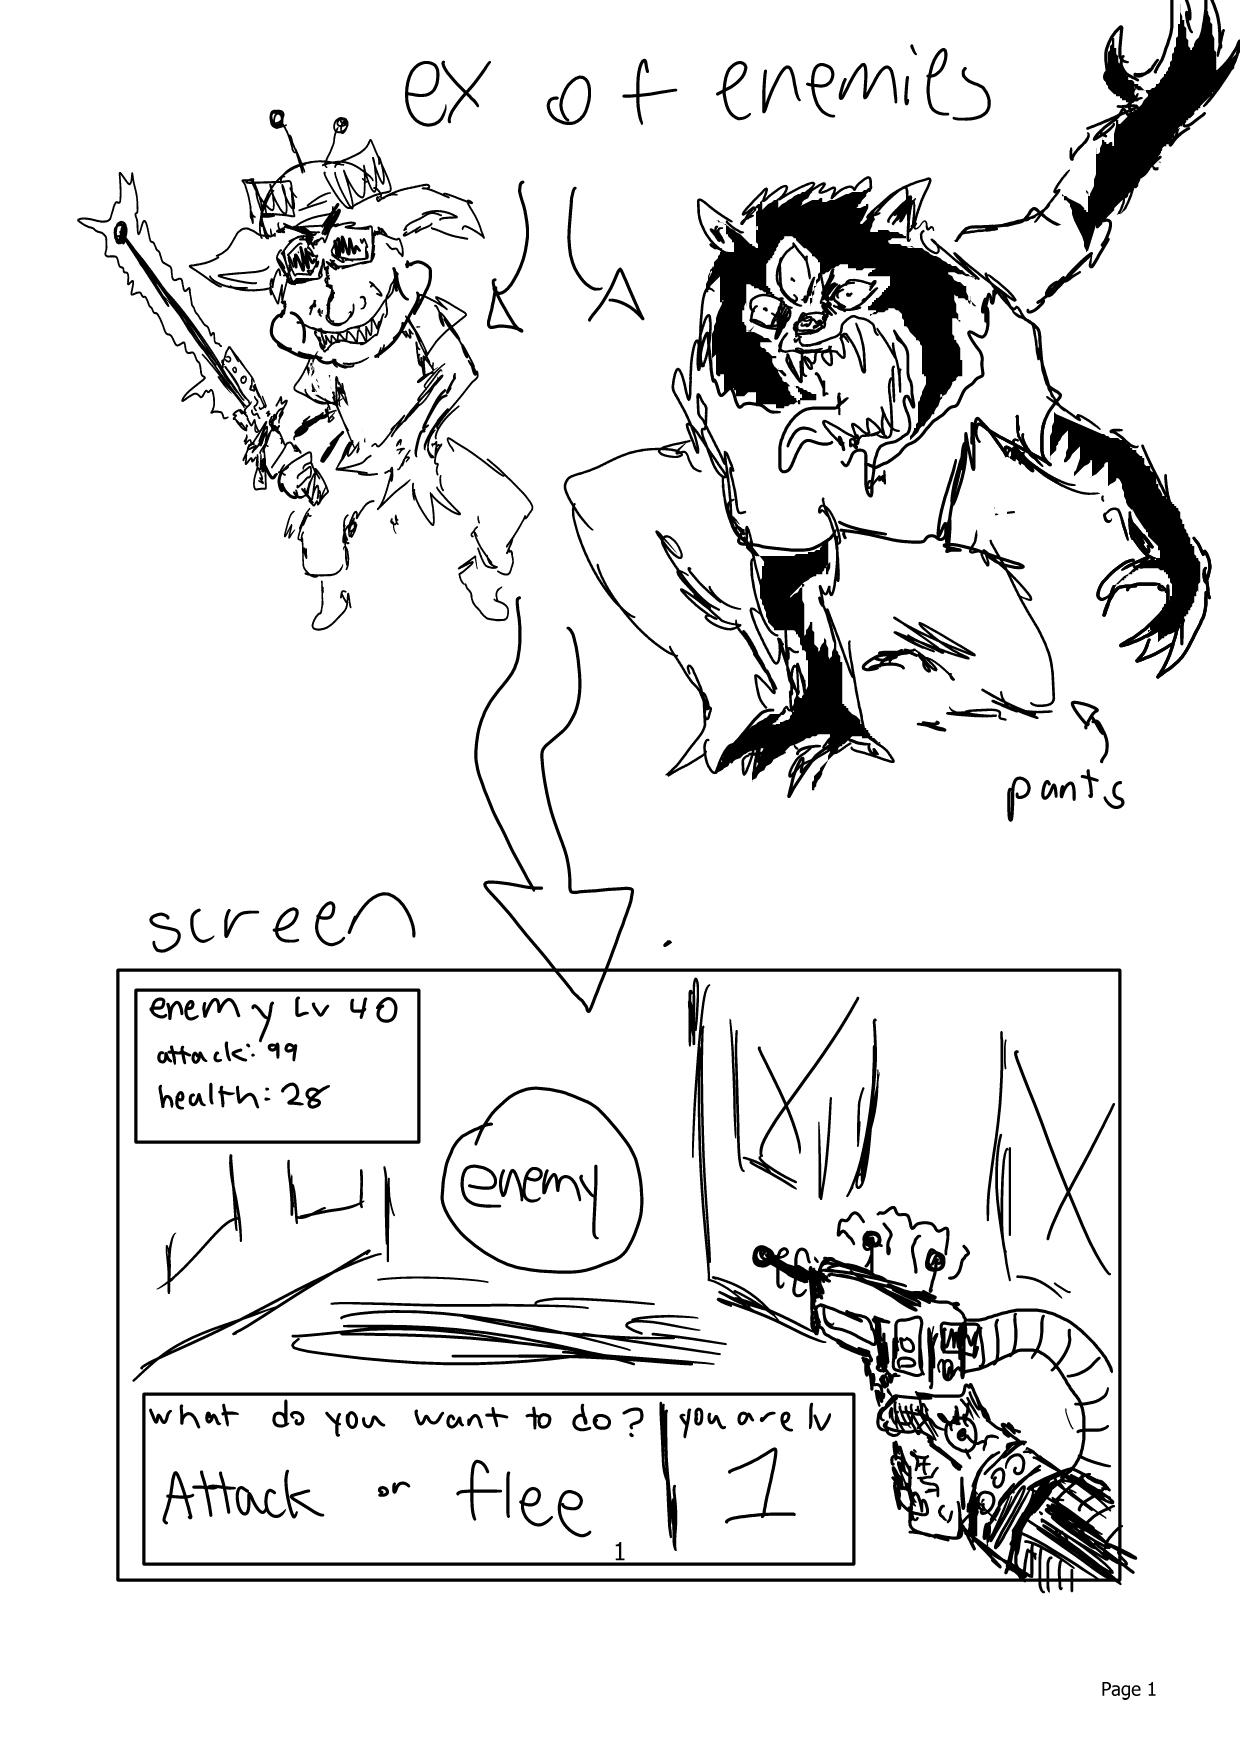 ex of enemies
pants
screen
enemy Lv 40
attack: 99
health: 28
enemy
what do you want to do?
Attack or flee
you are lv
1
1
Page 1